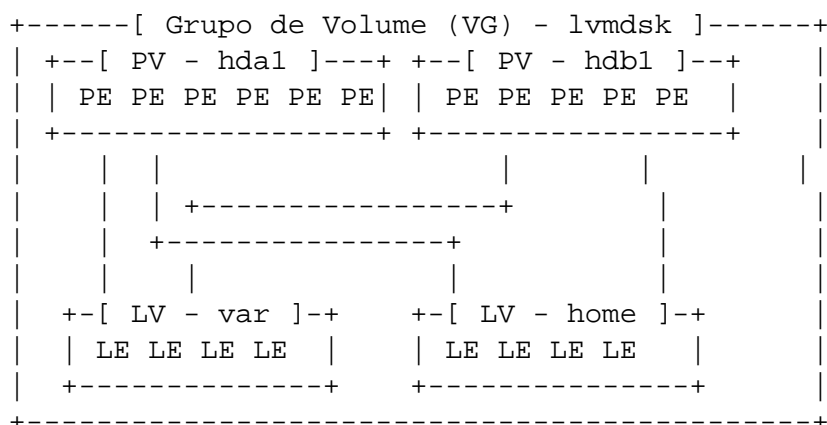 [ Grupo de Volume (VG) - lvmdsk ]
[ PV - hda1 ] [ PV - hdb1 ]
PE PE PE PE PE PE PE PE PE PE PE
[ LV - var ] [ LV - home ]
LE LE LE LE LE LE LE LE